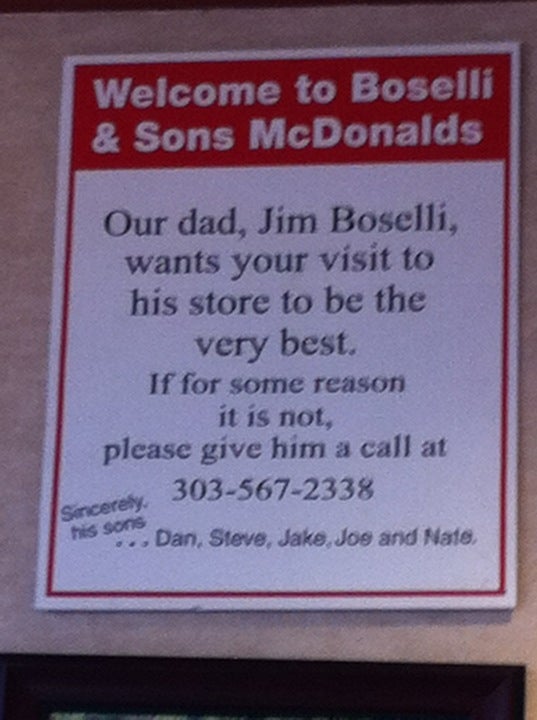 Welcome to Boselli
& Sons McDonalds
Our dad, Jim Boselli,
wants your visit to
his store to be the
very best.
If for some reason
it is not,
please give him a call at
303-567-2338
Sincerely,
his sons
... Dan, Steve, Jake, Joe and Nate.